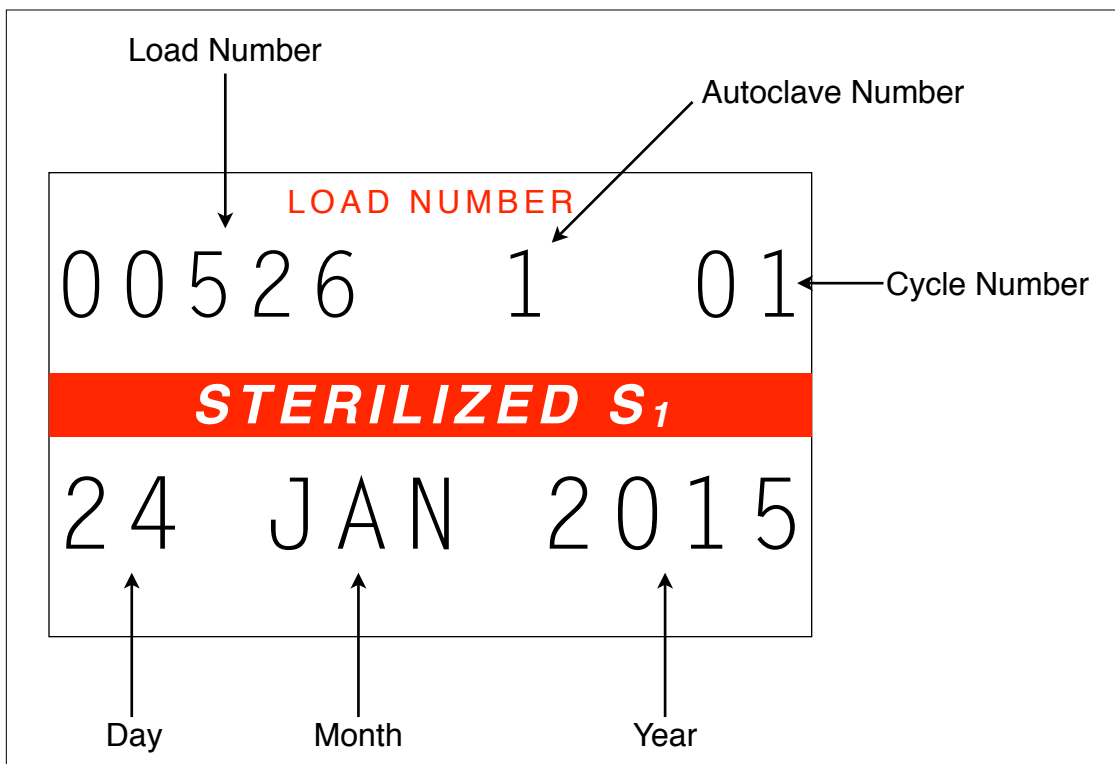 Load Number
Autoclave Number
LOAD NUMBER
00526 1 01
Cycle Number
STERILIZED S1
24 JAN 2015
Day Month Year